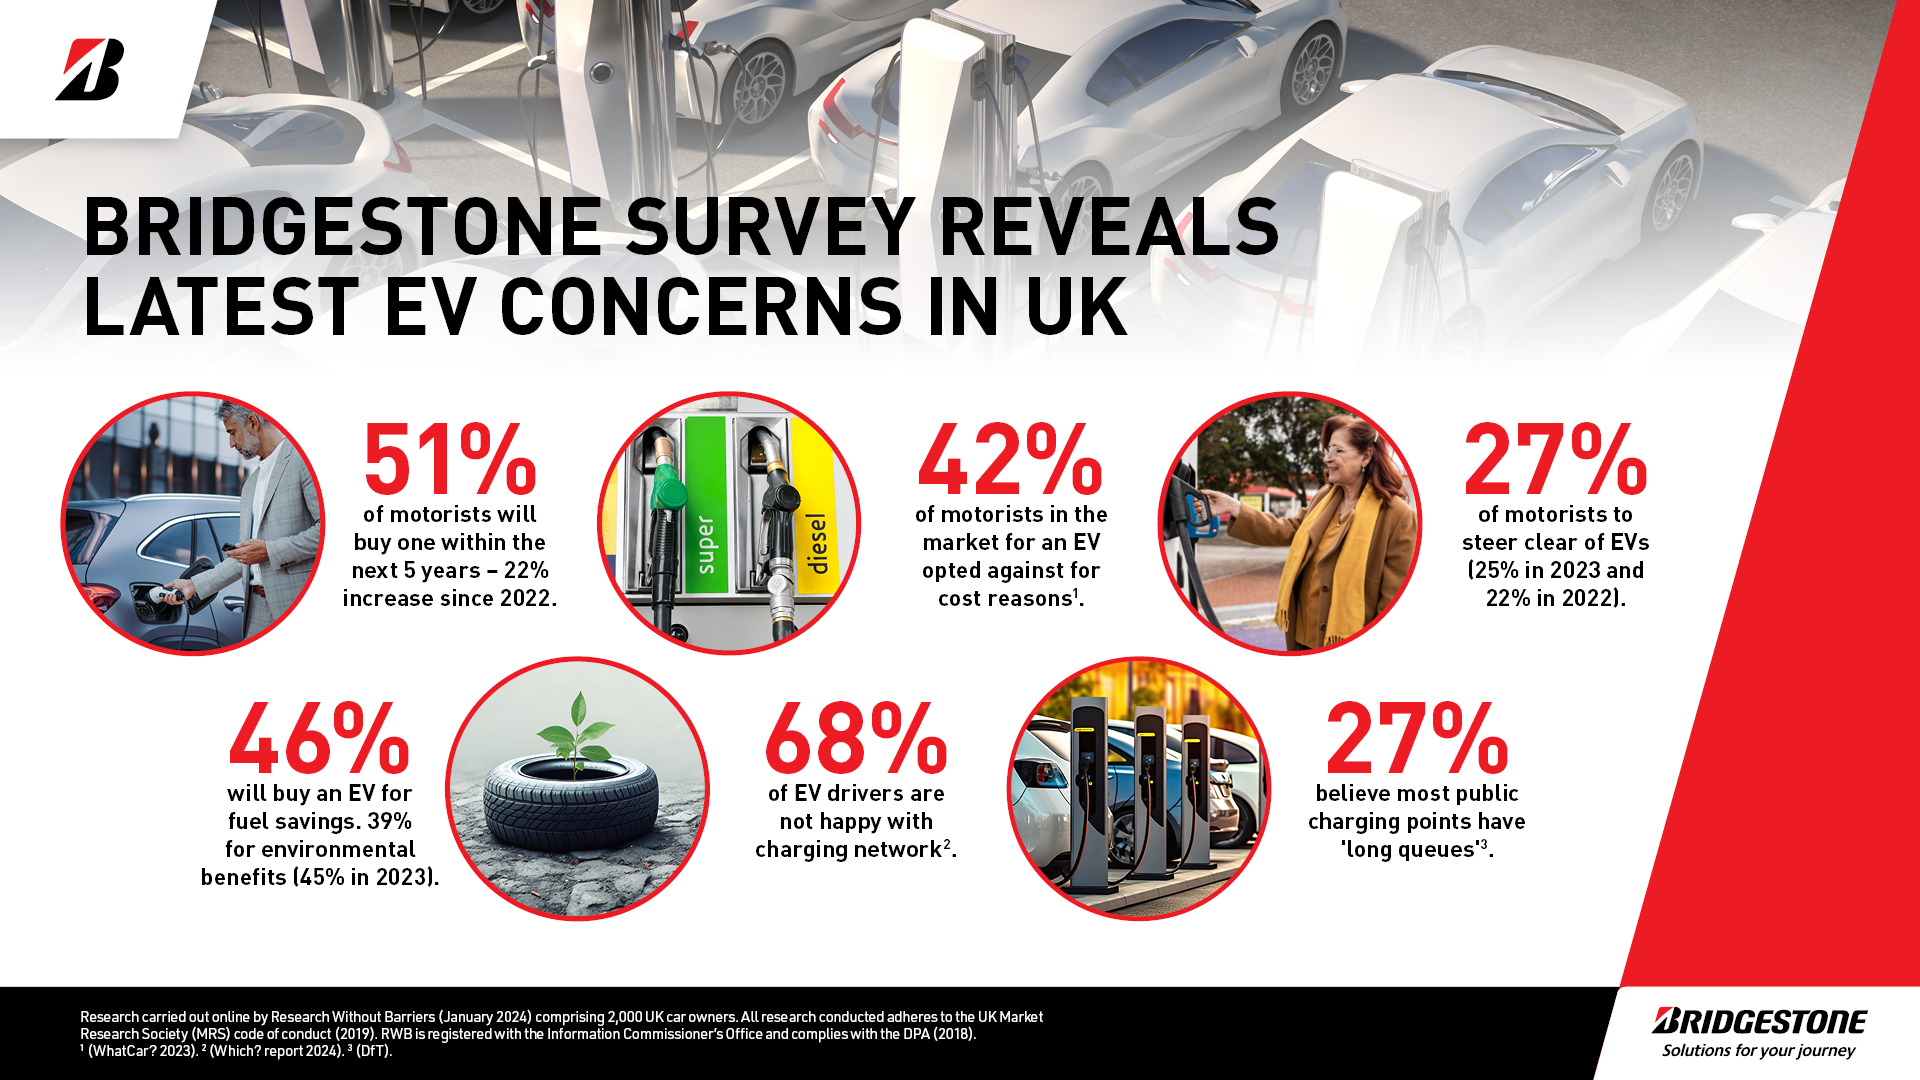 B
BRIDGESTONE SURVEY REVEALS
LATEST EV CONCERNS IN UK
51%
of motorists will
buy one within the
next 5 years – 22%
increase since 2022.
super
diesel
42%
of motorists in the
market for an EV
opted against for
cost reasons¹.
27%
of motorists to
steer clear of EVs
(25% in 2023 and
22% in 2022).
46%
will buy an EV for
fuel savings. 39%
for environmental
benefits (45% in 2023).
68%
of EV drivers are
not happy with
charging network².
27%
believe most public
charging points have
'long queues'³.
Research carried out online by Research Without Barriers (January 2024) comprising 2,000 UK car owners. All research conducted adheres to the UK Market
Research Society (MRS) code of conduct (2019). RWB is registered with the Information Commissioner's Office and complies with the DPA (2018).
¹ (WhatCar? 2023). ² (Which? report 2024). ³ (DfT).
BRIDGESTONE
Solutions for your journey